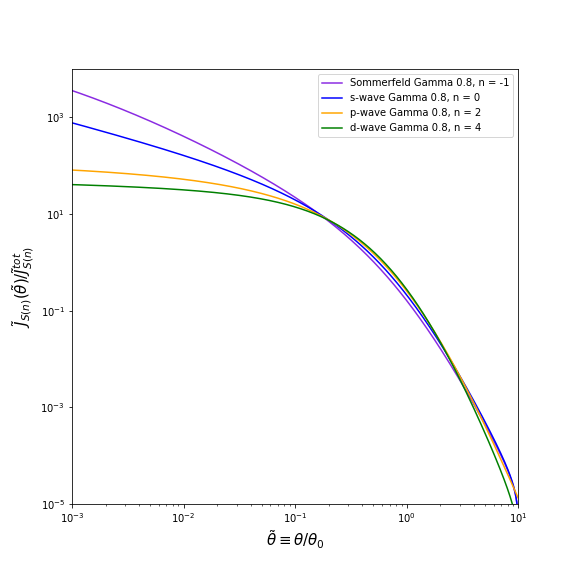 Sommerfeld Gamma 0.8, n = -1
s-wave Gamma 0.8, n = 0
p-wave Gamma 0.8, n = 2
d-wave Gamma 0.8, n = 4
10³
10¹
10⁻¹
10⁻³
10⁻⁵
J̃_{S(n)}(θ̃)/J̃^{tot}_{S(n)}
10⁻³ 10⁻² 10⁻¹ 10⁰ 10¹
θ̃ ≡ θ/θ₀